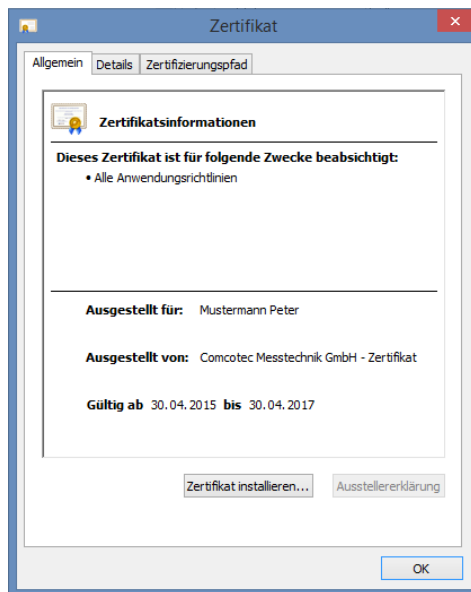 Zertifikat
Allgemein Details Zertifizierungspfad
Zertifikatsinformationen
Dieses Zertifikat ist für folgende Zwecke beabsichtigt:
• Alle Anwendungsrichtlinien
Ausgestellt für: Mustermann Peter
Ausgestellt von: Comcotec Messtechnik GmbH - Zertifikat
Gültig ab 30.04.2015 bis 30.04.2017
Zertifikat installieren... Ausstellererklärung
OK